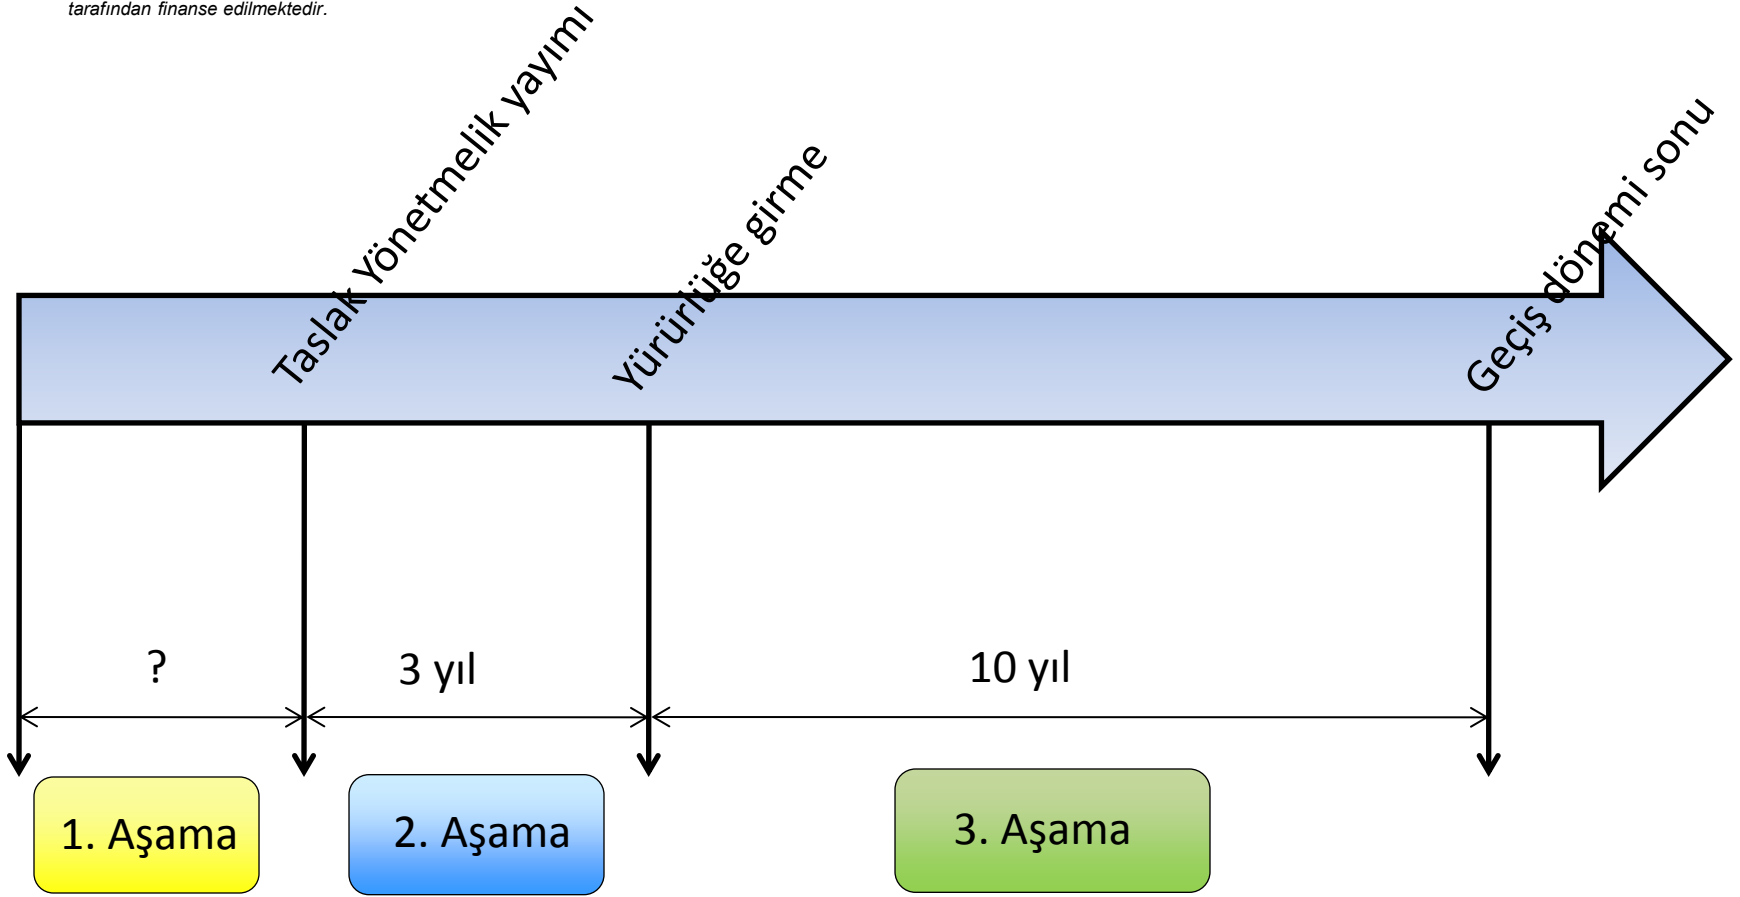 tarafından finanse edilmektedir.
Taslak Yönetmelik yayımı
Yürürlüğe girme
Geçiş dönemi sonu
?
3 yıl
10 yıl
1. Aşama
2. Aşama
3. Aşama